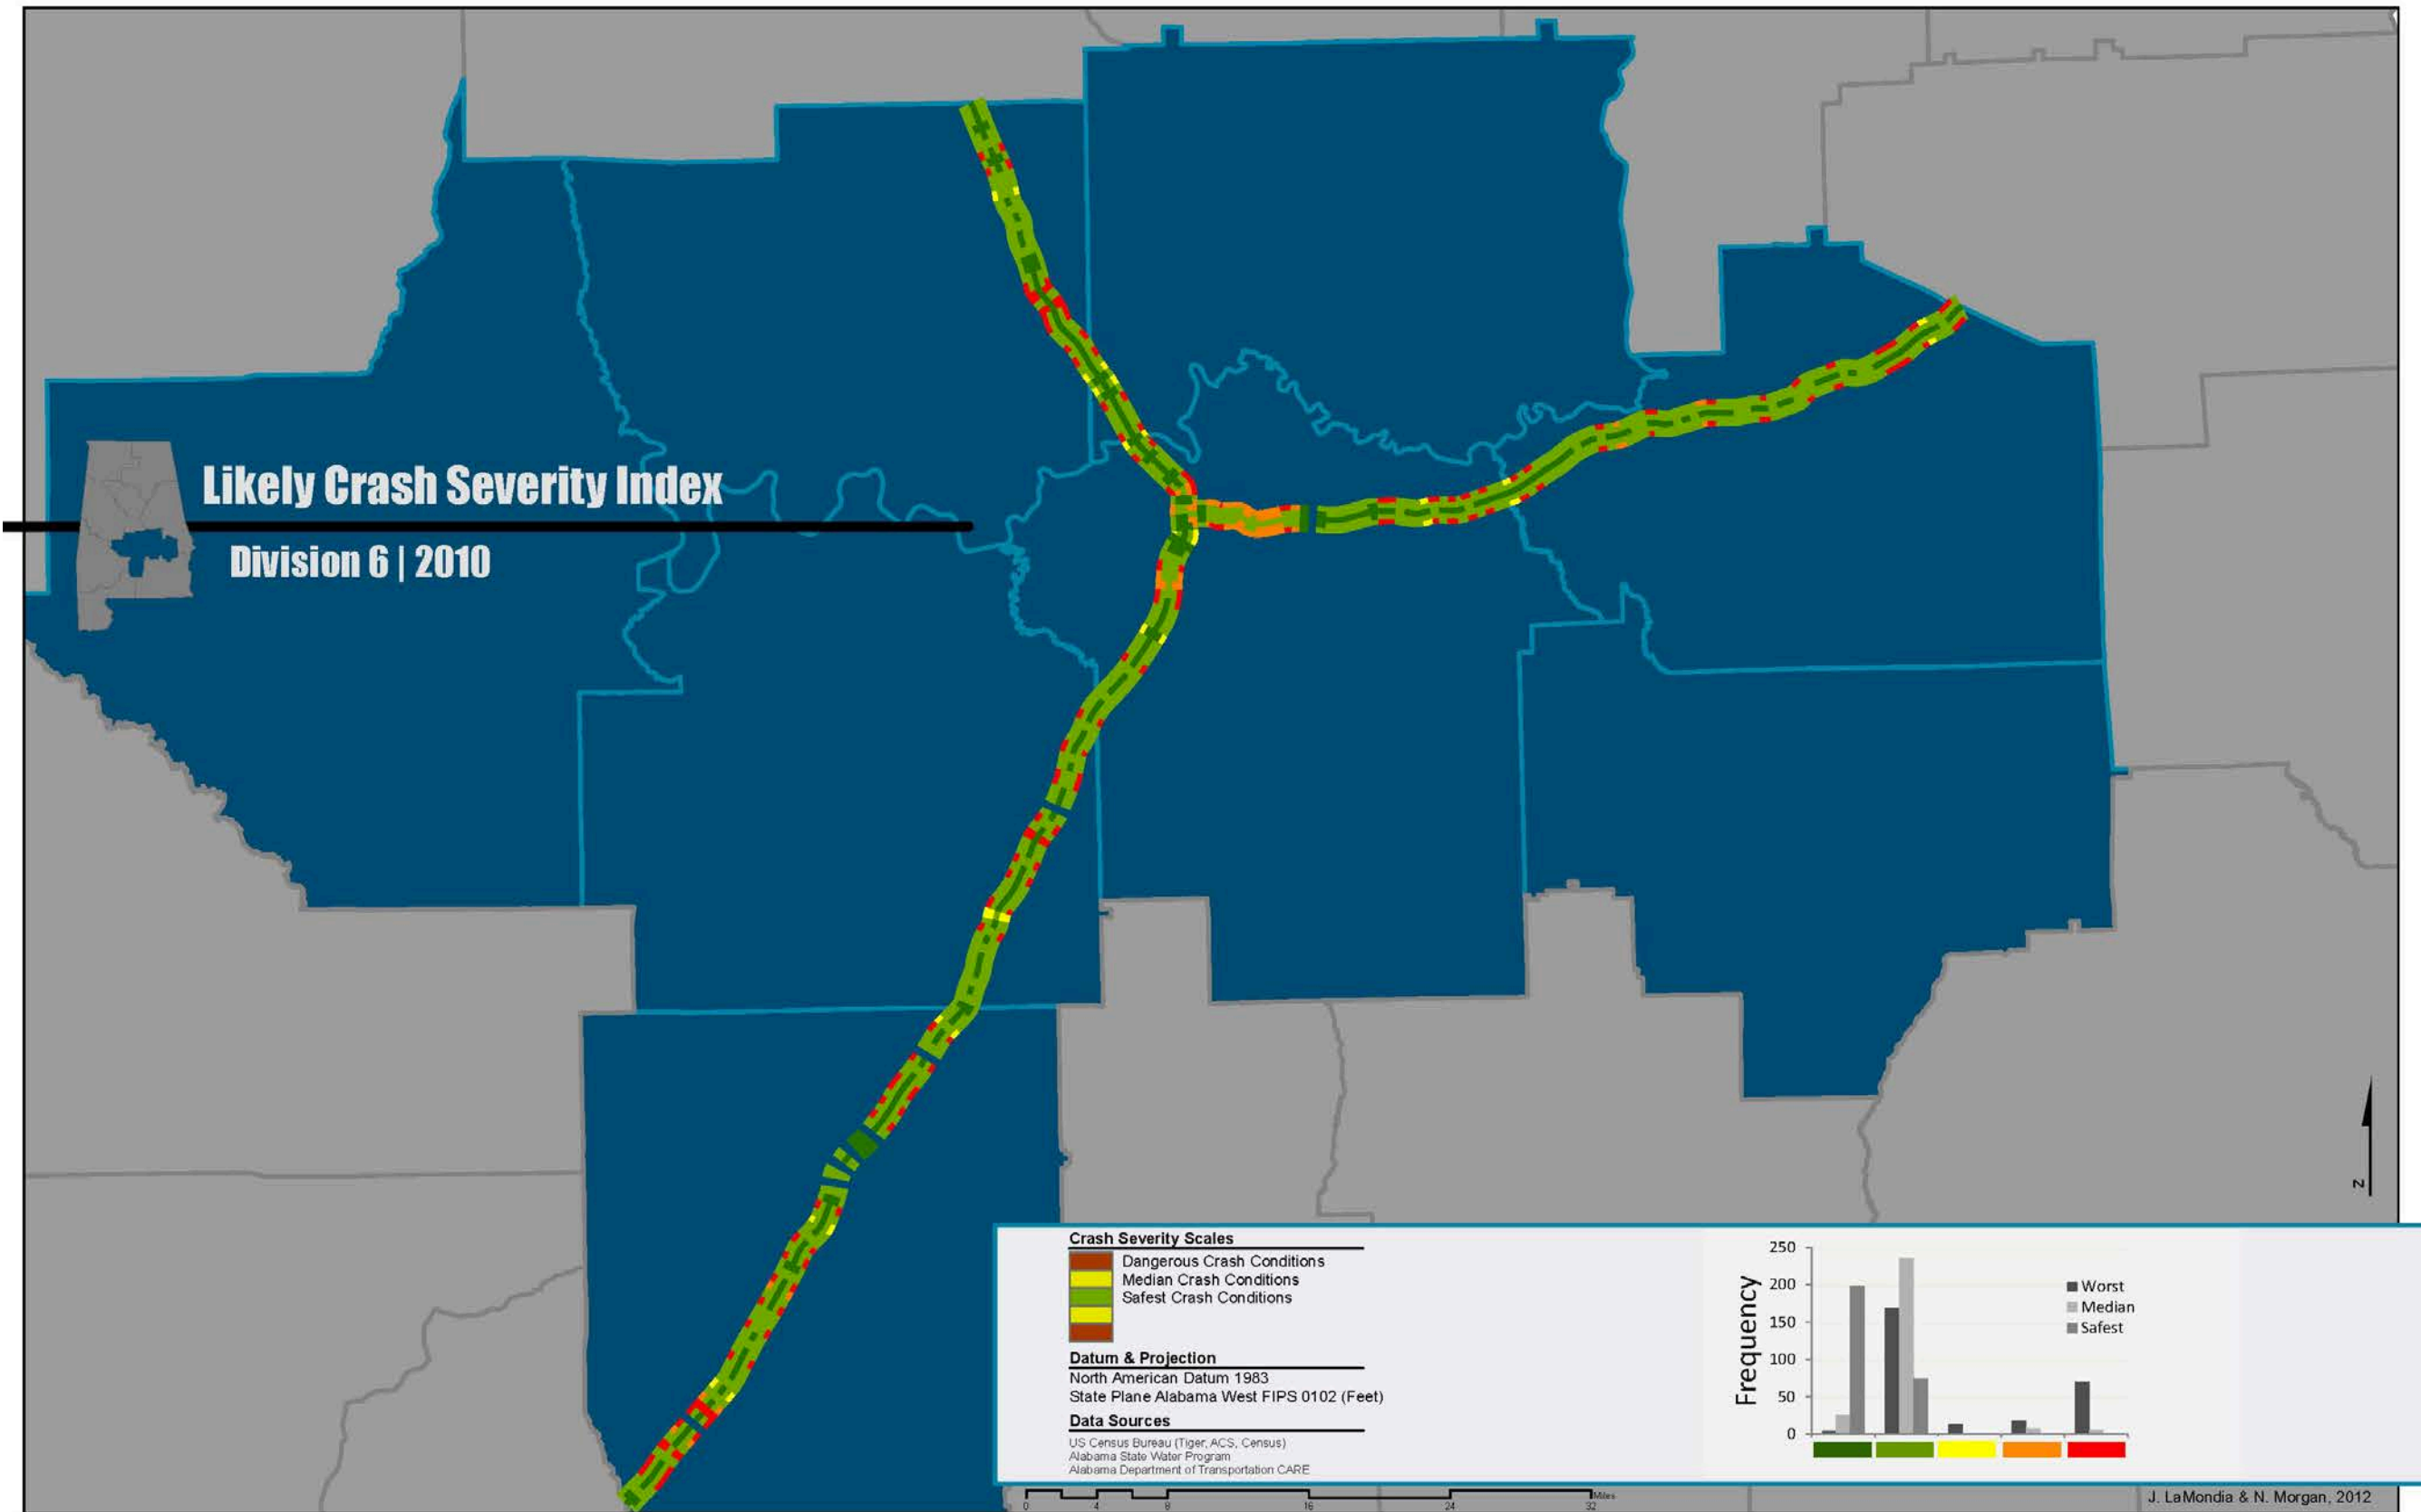 Likely Crash Severity Index
Division 6 | 2010
Crash Severity Scales
Dangerous Crash Conditions
Median Crash Conditions
Safest Crash Conditions
Datum & Projection
North American Datum 1983
State Plane Alabama West FIPS 0102 (Feet)
Data Sources
US Census Bureau (Tiger, ACS, Census)
Alabama State Water Program
Alabama Department of Transportation CARE
Frequency
250
200
150
100
50
0
Worst
Median
Safest
N
0 4 8 16 24 32
Miles
J. LaMondia & N. Morgan, 2012